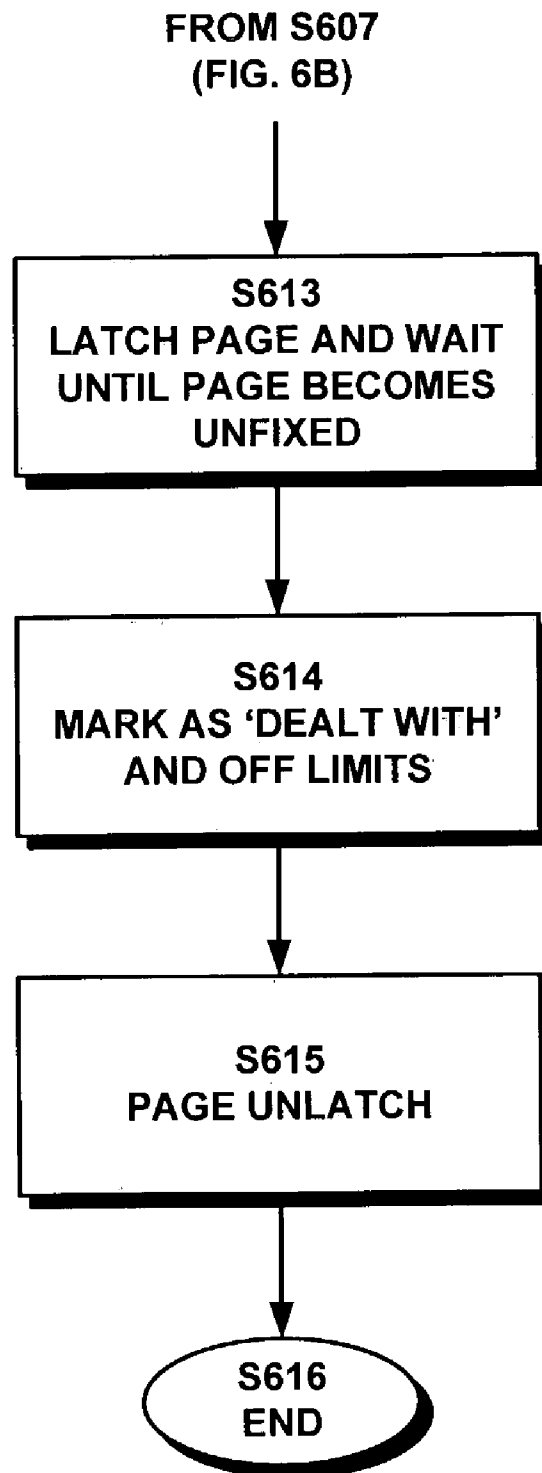 FROM S607
(FIG. 6B)
S613
LATCH PAGE AND WAIT
UNTIL PAGE BECOMES
UNFIXED
S614
MARK AS ‘DEALT WITH’
AND OFF LIMITS
S615
PAGE UNLATCH
S616
END